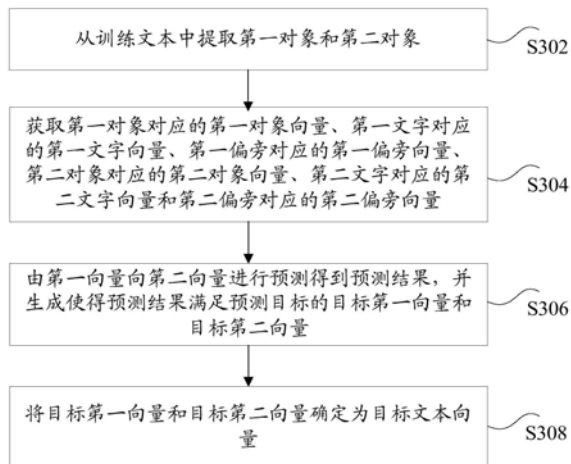 从训练文本中提取第一对象和第二对象
S302
获取第一对象对应的第一对象向量、第一文字对应
的第一文字向量、第一偏旁对应的第一偏旁向量、
第二对象对应的第二对象向量、第二文字对应的第
二文字向量和第二偏旁对应的第二偏旁向量
S304
由第一向量向第二向量进行预测得到预测结果，并
生成使得预测结果满足预测目标的目标第一向量和
目标第二向量
S306
将目标第一向量和目标第二向量确定为目标文本向
量
S308